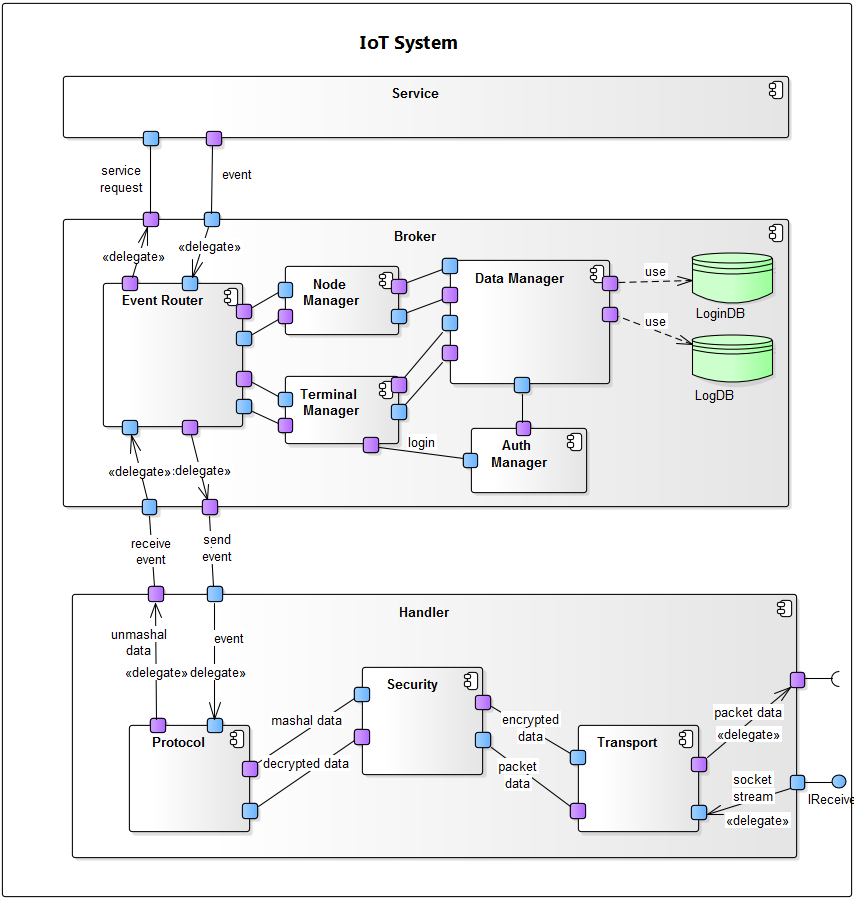 IoT System
Service
service
request
event
Broker
«delegate»
«delegate»
Event Router
Node
Manager
Data Manager
use
LoginDB
use
LogDB
Terminal
Manager
login
Auth
Manager
«delegate»
:delegate»
receive
event
send
event
Handler
unmashal
data
event
«delegate»
delegate»
Security
mashal data
encrypted
data
packet data
«delegate»
Protocol
decrypted data
packet
data
Transport
socket
stream
«delegate»
IReceive